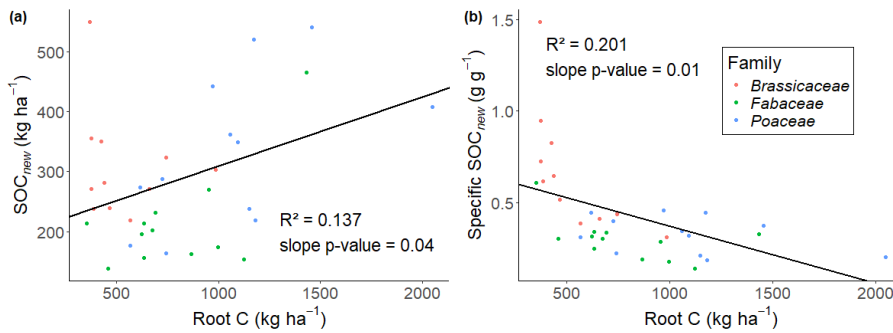 (a)
500
400
300
200
SOCnew (kg ha⁻¹)
R² = 0.137
slope p-value = 0.04
500
1000
1500
2000
Root C (kg ha⁻¹)
(b)
1.5
1.0
0.5
Specific SOCnew (g g⁻¹)
R² = 0.201
slope p-value = 0.01
Family
Brassicaceae
Fabaceae
Poaceae
500
1000
1500
2000
Root C (kg ha⁻¹)